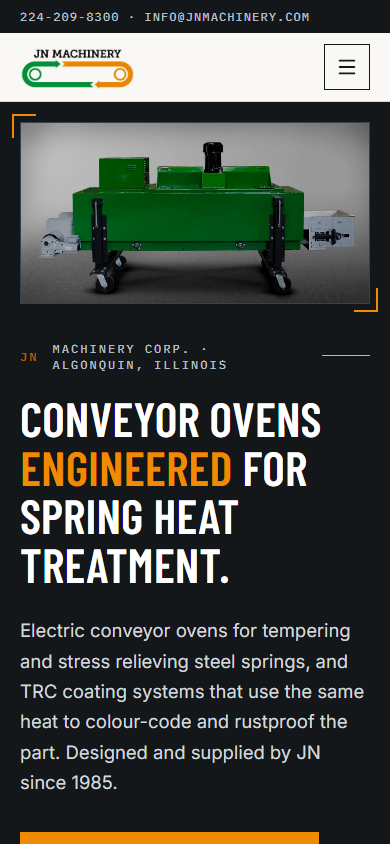 224-209-8300 · INFO@JNMACHINERY.COM
JN MACHINERY
JN MACHINERY CORP. ·
ALGONQUIN, ILLINOIS
CONVEYOR OVENS
ENGINEERED FOR
SPRING HEAT
TREATMENT.
Electric conveyor ovens for tempering
and stress relieving steel springs, and
TRC coating systems that use the same
heat to colour-code and rustproof the
part. Designed and supplied by JN
since 1985.